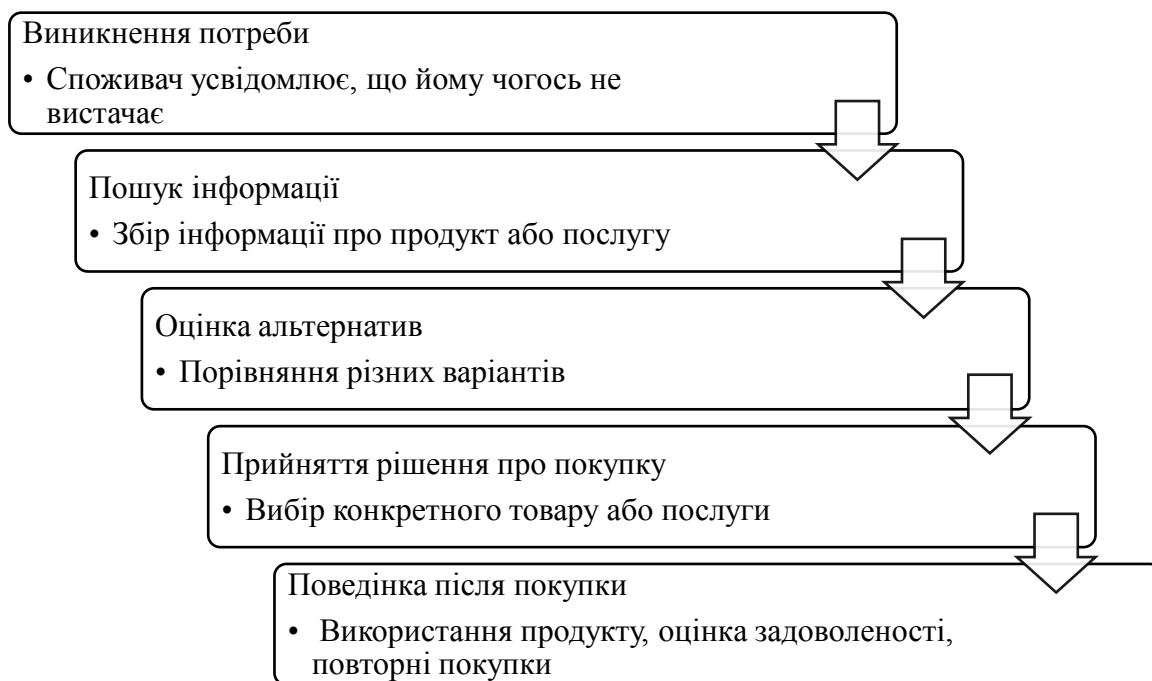 Виникнення потреби
• Споживач усвідомлює, що йому чогось не
вистачає
Пошук інформації
• Збір інформації про продукт або послугу
Оцінка альтернатив
• Порівняння різних варіантів
Прийняття рішення про покупку
• Вибір конкретного товару або послуги
Поведінка після покупки
• Використання продукту, оцінка задоволеності,
повторні покупки